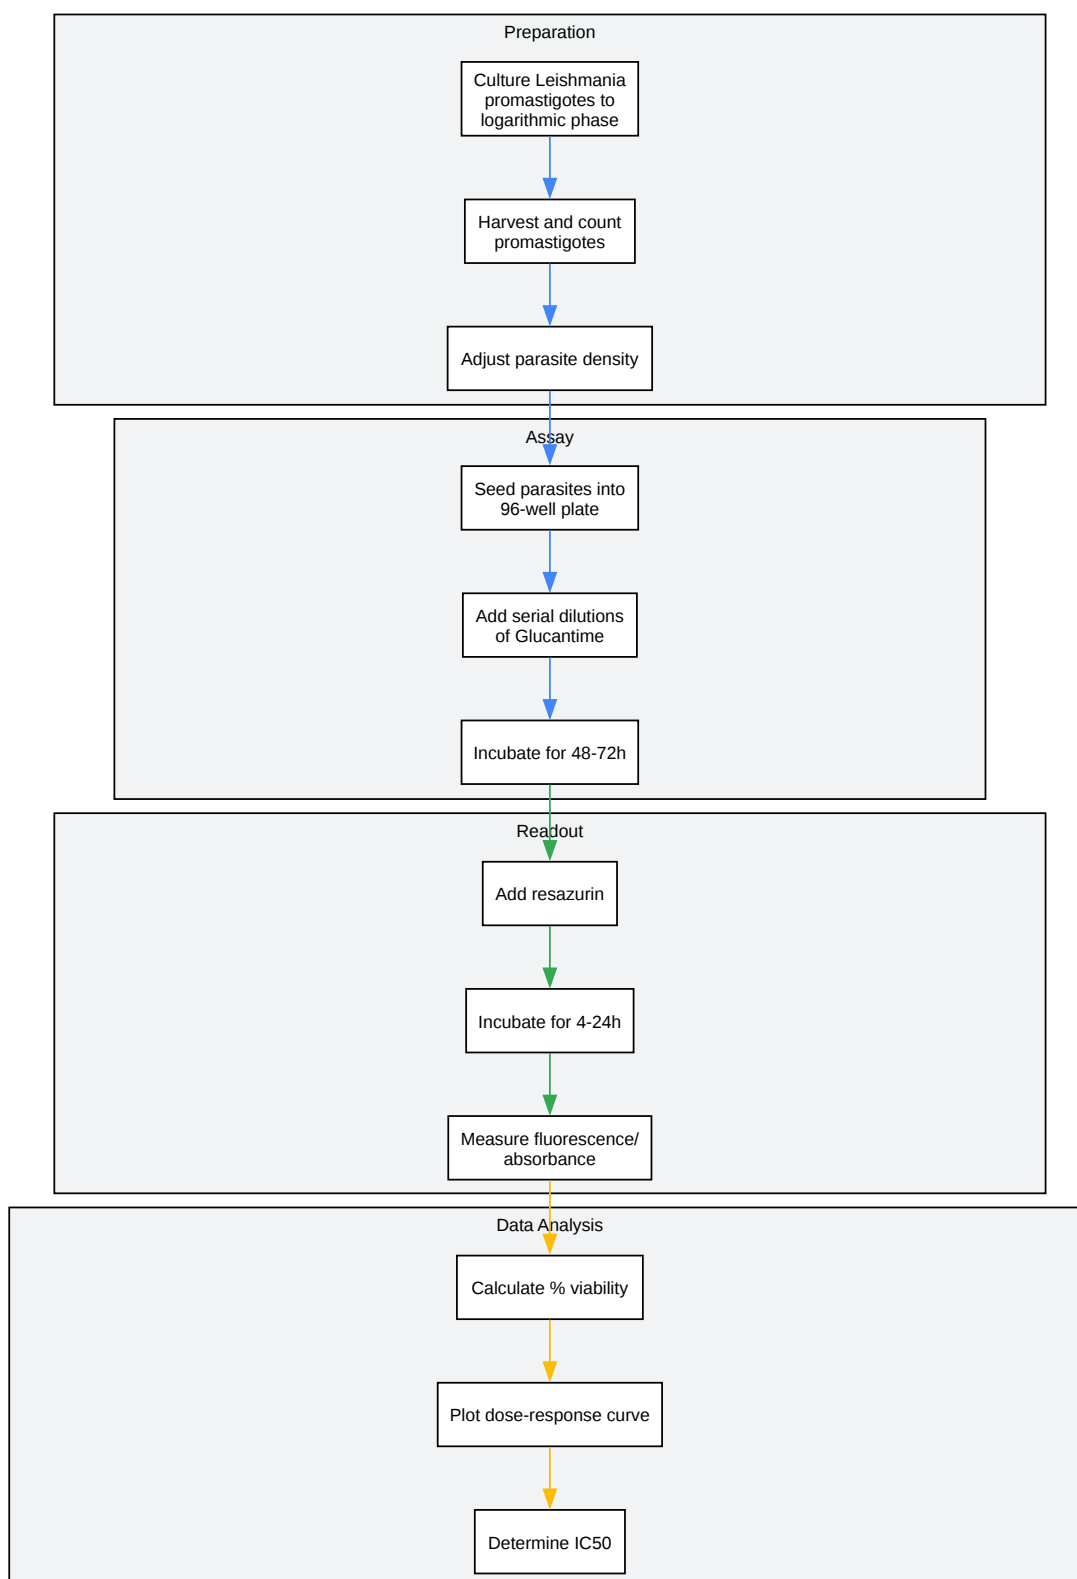 Preparation
Culture Leishmania
promastigotes to
logarithmic phase
Harvest and count
promastigotes
Adjust parasite density
Assay
Seed parasites into
96-well plate
Add serial dilutions
of Glucantime
Incubate for 48-72h
Readout
Add resazurin
Incubate for 4-24h
Measure fluorescence/
absorbance
Data Analysis
Calculate % viability
Plot dose-response curve
Determine IC50